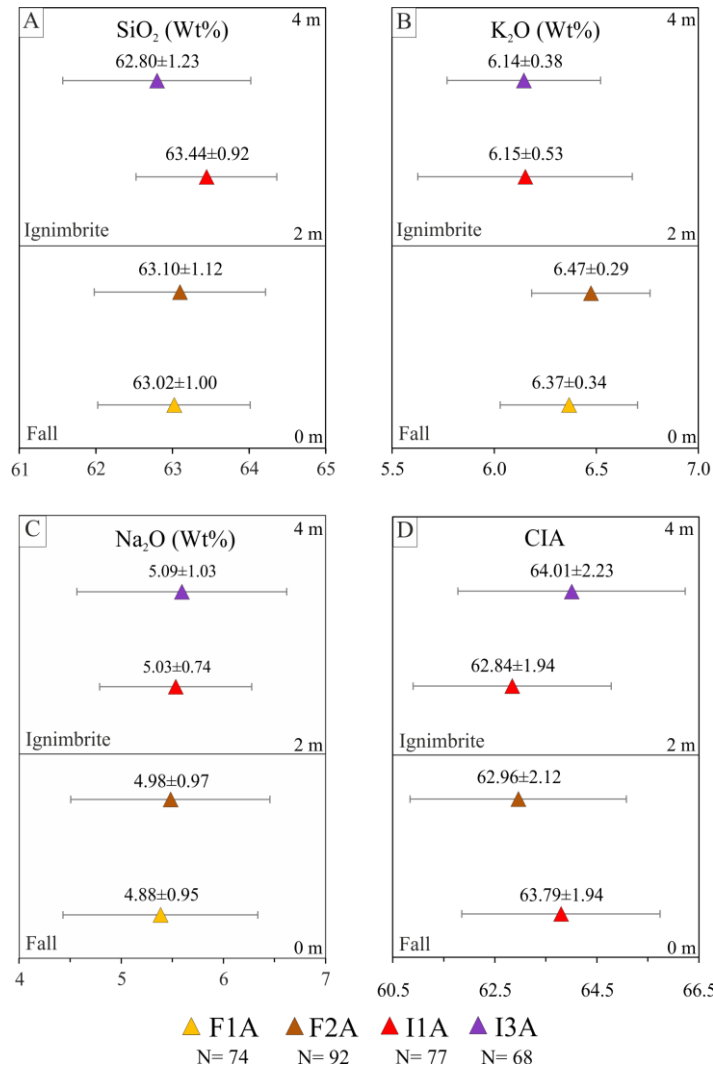 A
SiO₂ (Wt%)
4 m
62.80±1.23
63.44±0.92
Ignimbrite
2 m
63.10±1.12
63.02±1.00
Fall
0 m
61 62 63 64 65
B
K₂O (Wt%)
4 m
6.14±0.38
6.15±0.53
Ignimbrite
2 m
6.47±0.29
6.37±0.34
Fall
0 m
5.5 6.0 6.5 7.0
C
Na₂O (Wt%)
4 m
5.09±1.03
5.03±0.74
Ignimbrite
2 m
4.98±0.97
4.88±0.95
Fall
0 m
4 5 6 7
D
CIA
4 m
64.01±2.23
62.84±1.94
Ignimbrite
2 m
62.96±2.12
63.79±1.94
Fall
0 m
60.5 62.5 64.5 66.5
F1A F2A I1A I3A
N= 74 N= 92 N= 77 N= 68